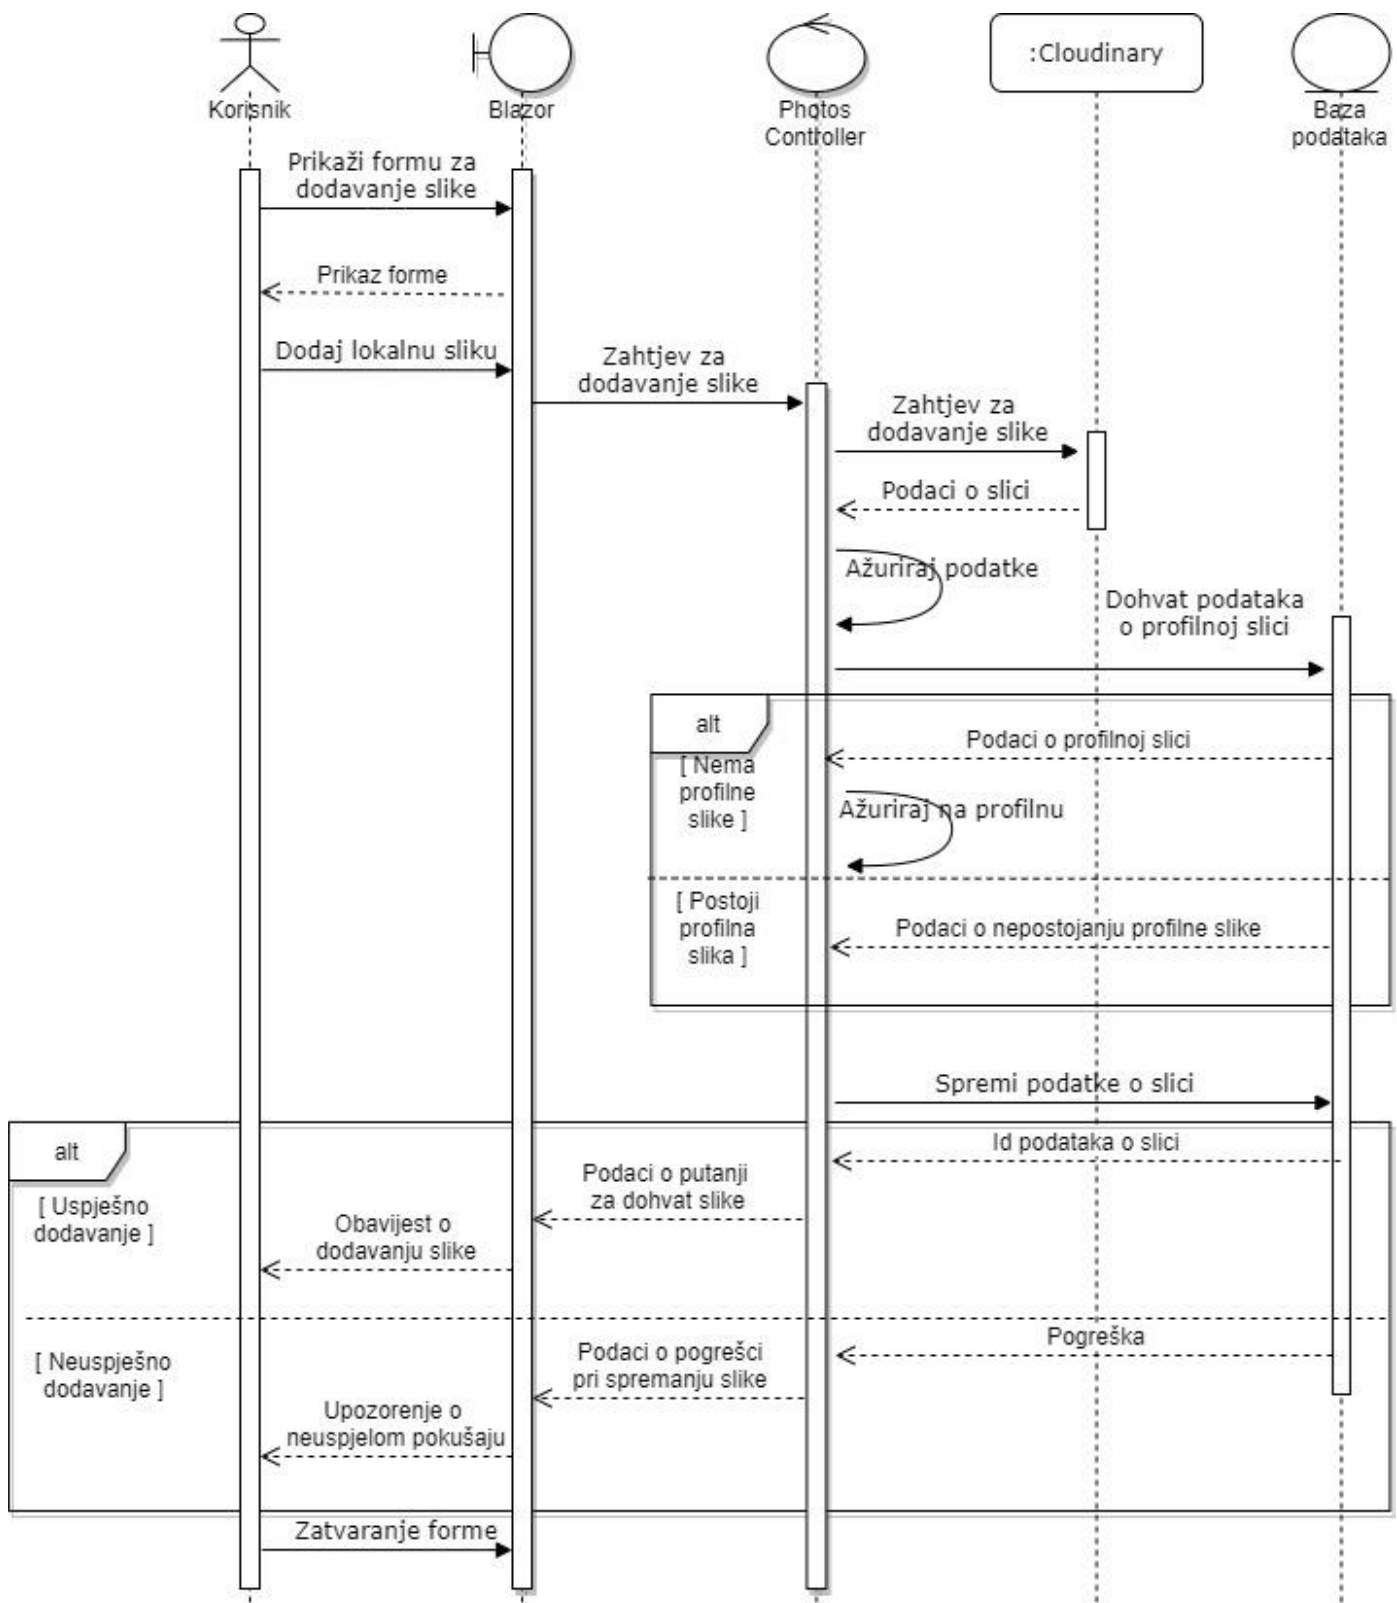 Korisnik
Blazor
Photos
Controller
:Cloudinary
Baza
podataka
Prikaži formu za
dodavanje slike
Prikaz forme
Dodaj lokalnu sliku
Zahtjev za
dodavanje slike
Zahtjev za
dodavanje slike
Podaci o slici
Ažuriraj podatke
Dohvat podataka
o profilnoj slici
alt
Podaci o profilnoj slici
[ Nema
profilne
slike ]
Ažuriraj na profilnu
[ Postoji
profilna
slika ]
Podaci o nepostojanju profilne slike
Spremi podatke o slici
alt
Id podataka o slici
[ Uspješno
dodavanje ]
Podaci o putanji
za dohvat slike
Obavijest o
dodavanju slike
Pogreška
[ Neuspješno
dodavanje ]
Podaci o pogrešci
pri spremanju slike
Upozorenje o
neuspjelom pokušaju
Zatvaranje forme